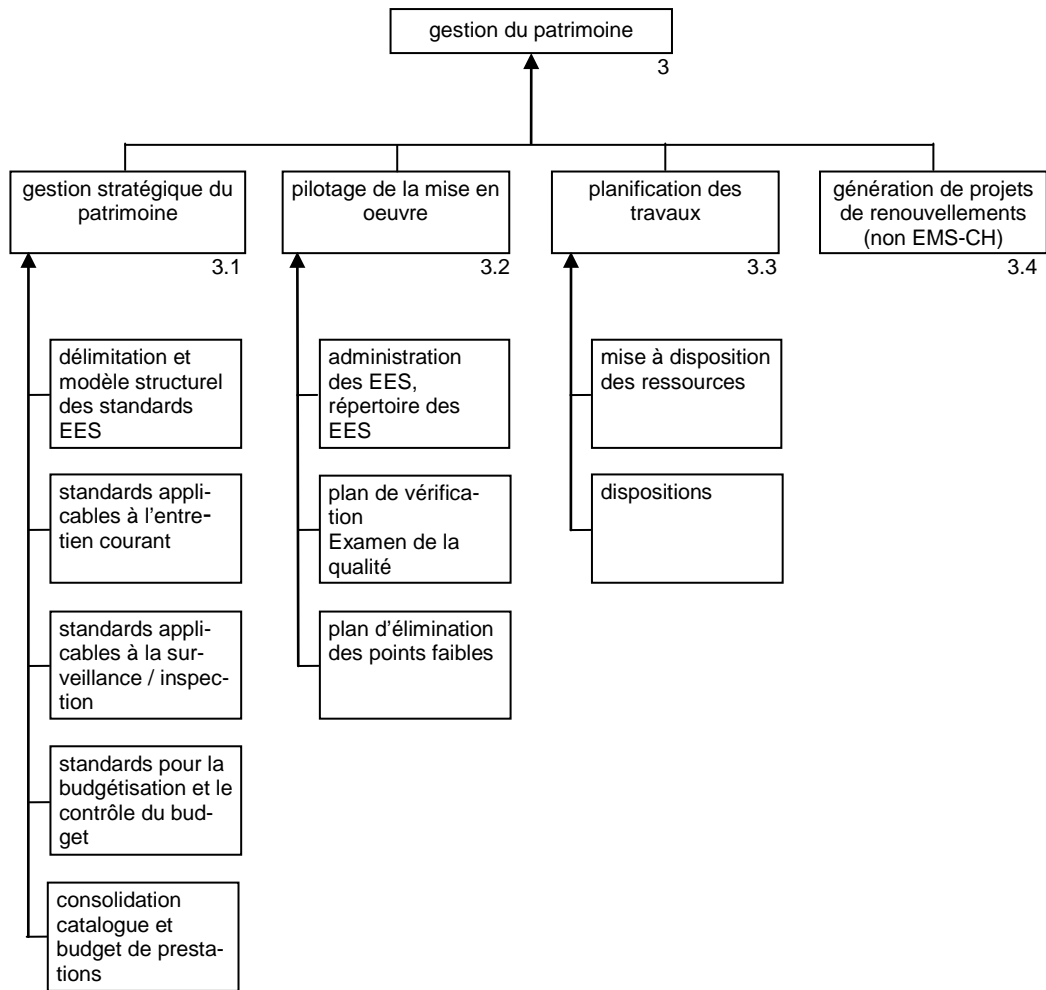 gestion du patrimoine
3
gestion stratégique du
patrimoine
3.1
pilotage de la mise en
oeuvre
3.2
planification des
travaux
3.3
génération de projets
de renouvellements
(non EMS-CH)
3.4
délimitation et
modèle structurel
des standards
EES
standards appli-
cables à l'entre-
tien courant
standards appli-
cables à la sur-
veillance / inspec-
tion
standards pour la
budgétisation et le
contrôle du bud-
get
consolidation
catalogue et
budget de presta-
tions
administration
des EES,
répertoire des
EES
plan de vérifica-
tion
Examen de la
qualité
plan d'élimination
des points faibles
mise à disposition
des ressources
dispositions